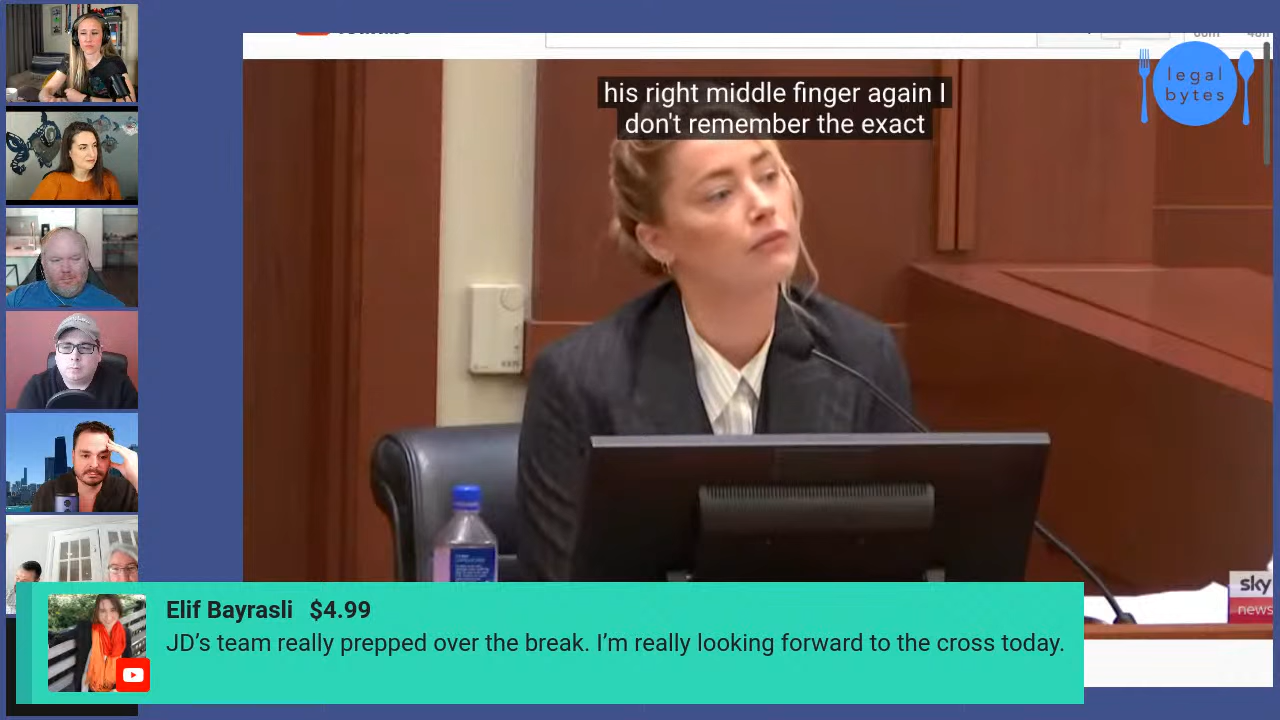 legal
bytes
his right middle finger again I
don't remember the exact
sky
news
Elif Bayrasli $4.99
JD’s team really prepped over the break. I’m really looking forward to the cross today.